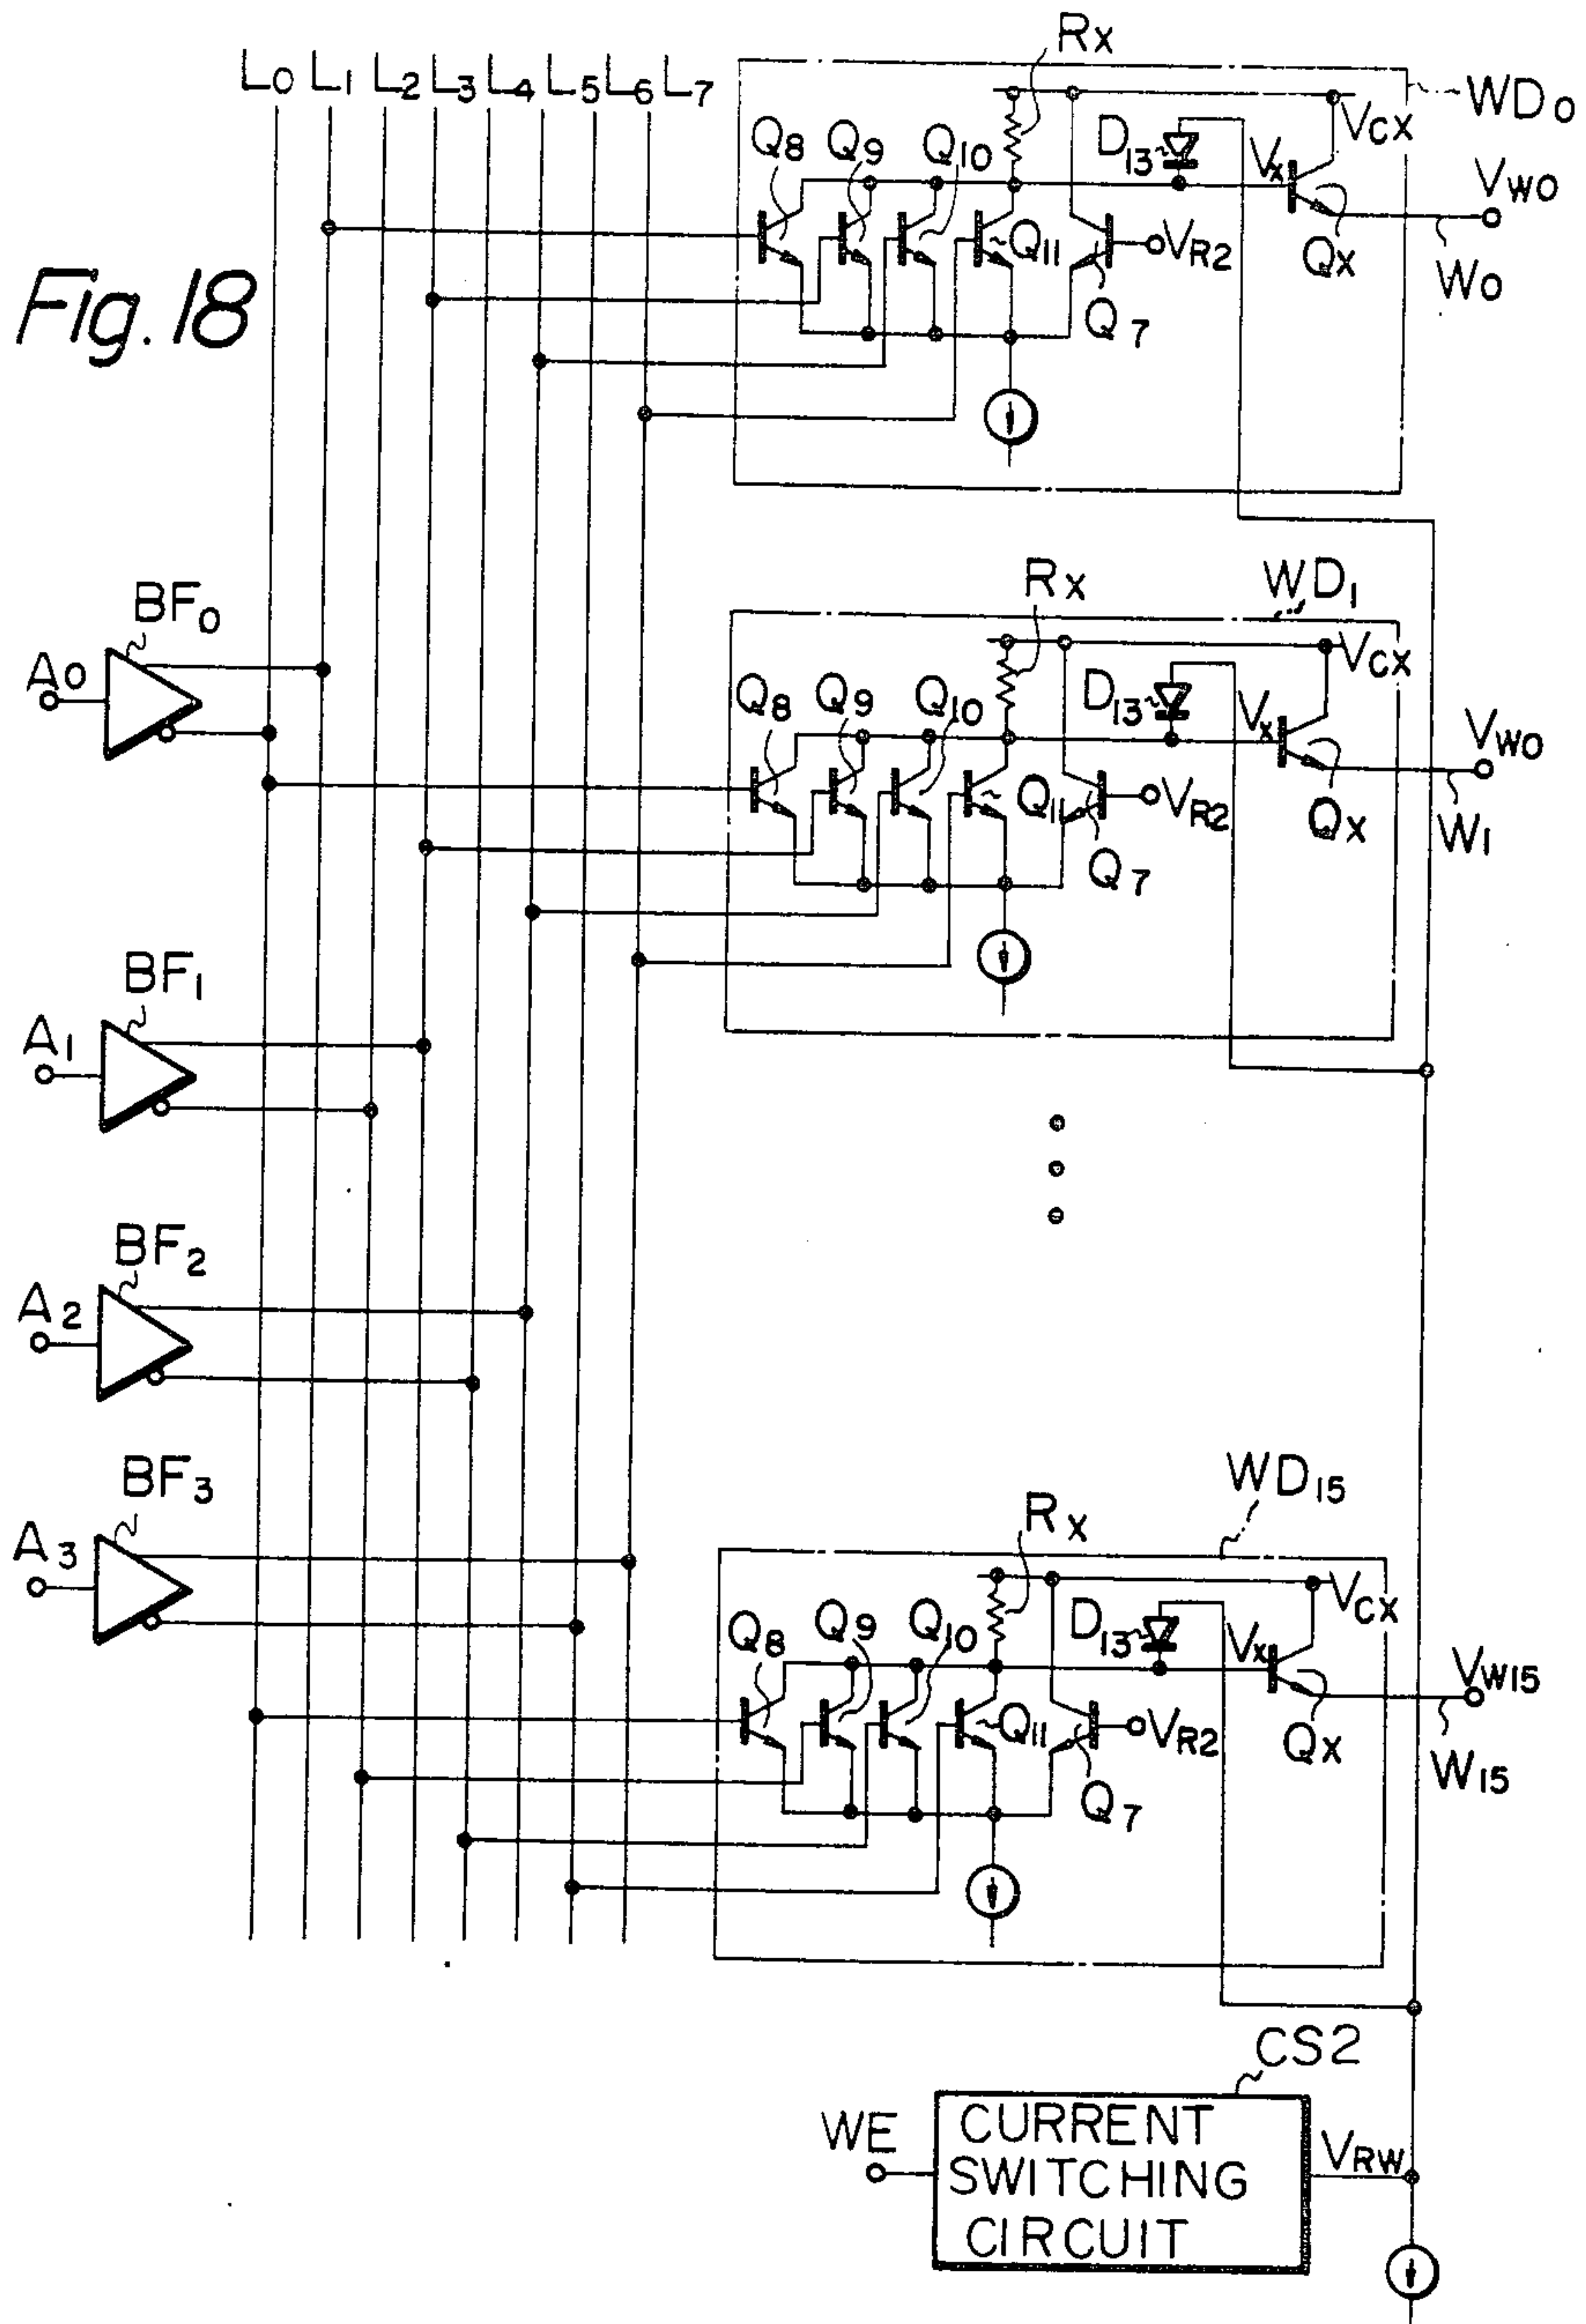 Fig. 18
L0 L1 L2 L3 L4 L5 L6 L7
RX
WD0
Q8 Q9 Q10 D13 VX VCX
VW0
Q11 VR2 QX
W0
Q7
BF0
A0
RX
WD1
Q8 Q9 Q10 D13 VX VCX
VW0
Q11 VR2 QX
W1
Q7
BF1
A1
BF2
A2
BF3
A3
RX
WD15
Q8 Q9 Q10 D13 VX VCX
VW15
Q11 VR2 QX
W15
Q7
CS2
WE
CURRENT
SWITCHING
CIRCUIT
VRW